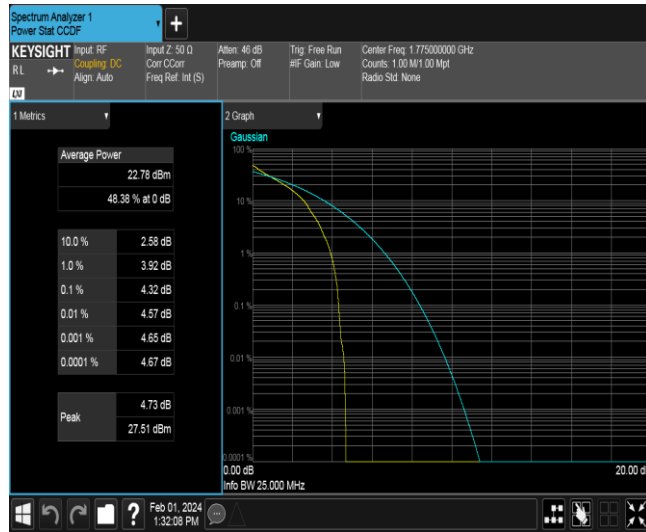 Spectrum Analyzer 1
Power Stat CCDF
KEYSIGHT
RL
LXI
Input: RF
Coupling: DC
Align: Auto
Input Z: 50 Ω
Corr CCorr
Freq Ref: Int (S)
Atten: 46 dB
Preamp: Off
Trig: Free Run
#IF Gain: Low
Center Freq: 1.775000000 GHz
Counts: 1.00 M/1.00 Mpt
Radio Std: None
1 Metrics
Average Power
22.78 dBm
48.38 % at 0 dB
10.0 % 2.58 dB
1.0 % 3.92 dB
0.1 % 4.32 dB
0.01 % 4.57 dB
0.001 % 4.65 dB
0.0001 % 4.67 dB
Peak
4.73 dB
27.51 dBm
2 Graph
Gaussian
100 %
10 %
1 %
0.1 %
0.01 %
0.001 %
0.0001 %
0.00 dB
20.00 dB
Info BW 25.000 MHz
Feb 01, 2024
1:32:08 PM